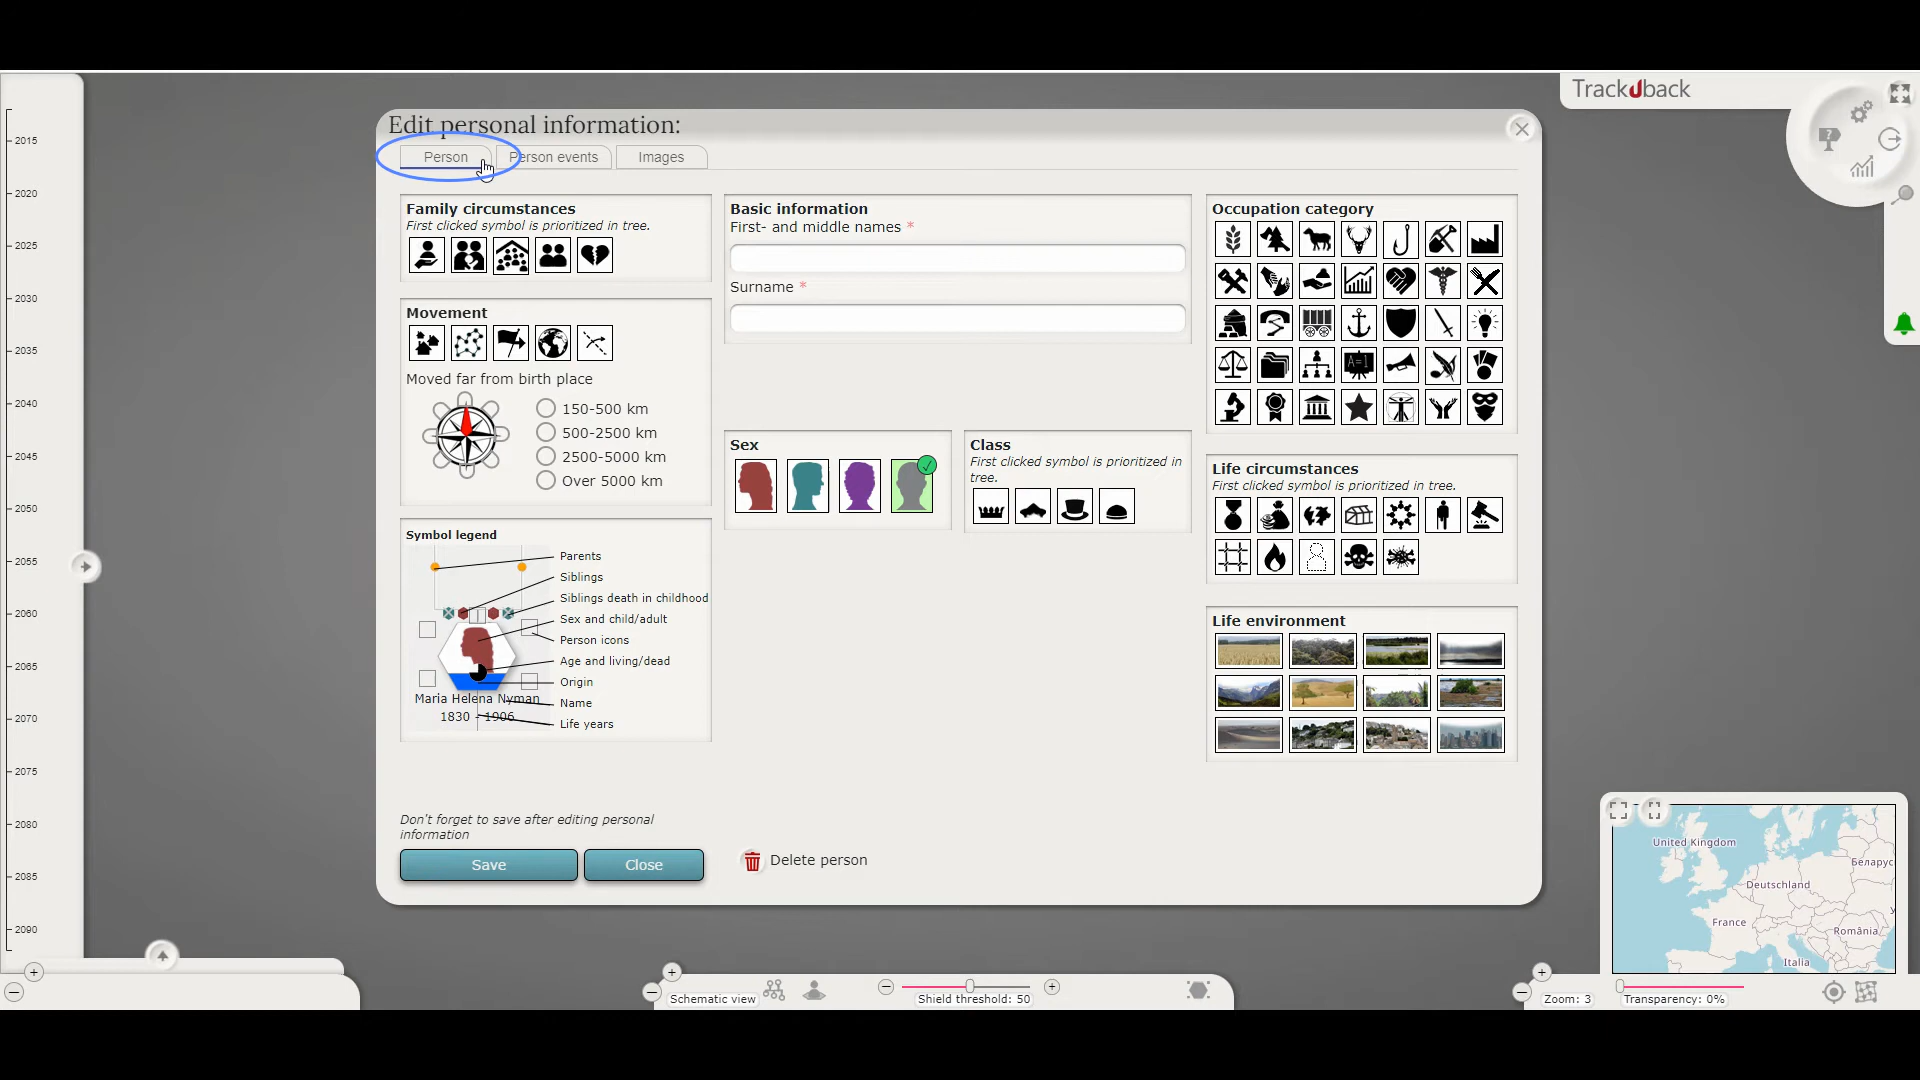 TrackUback
Edit personal information:
Person
Person events
Images
Family circumstances
First clicked symbol is prioritized in tree.
Movement
Moved far from birth place
150-500 km
500-2500 km
2500-5000 km
Over 5000 km
Symbol legend
Parents
Siblings
Siblings death in childhood
Sex and child/adult
Person icons
Age and living/dead
Origin
Name
Life years
Maria Helena Nyman
1830 - 1906
Don't forget to save after editing personal
information
Save
Close
Delete person
Basic information
First- and middle names *
Surname *
Sex
Class
First clicked symbol is prioritized in
tree.
Occupation category
A=1
Life circumstances
First clicked symbol is prioritized in tree.
Life environment
2015
2020
2025
2030
2035
2040
2045
2050
2055
2060
2065
2070
2075
2080
2085
2090
Schematic view
Shield threshold: 50
Zoom: 3
Transparency: 0%
United Kingdom
Беларус
Deutschland
France
România
Italia